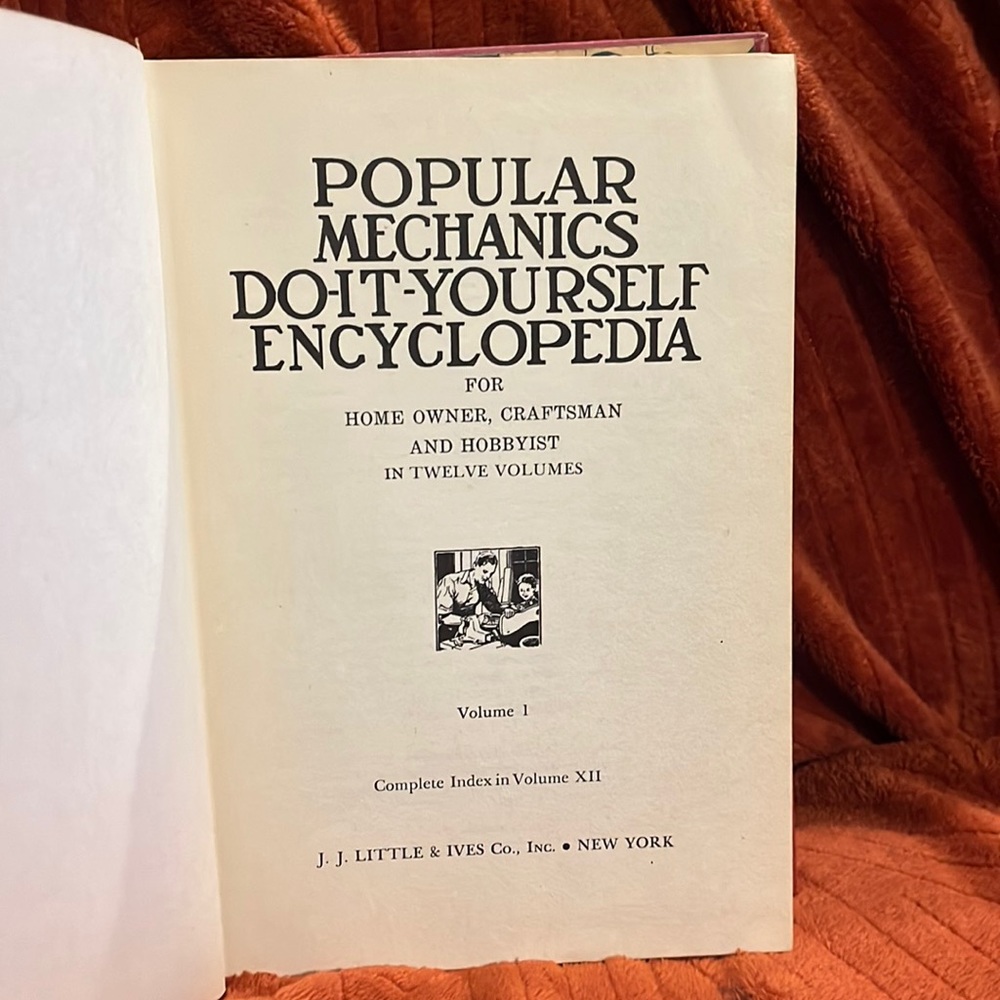 POPULAR
MECHANICS
DO-IT-YOURSELF
ENCYCLOPEDIA
FOR
HOME OWNER, CRAFTSMAN
AND HOBBYIST
IN TWELVE VOLUMES
Volume 1
Complete Index in Volume XII
J. J. LITTLE & IVES Co., INC. • NEW YORK